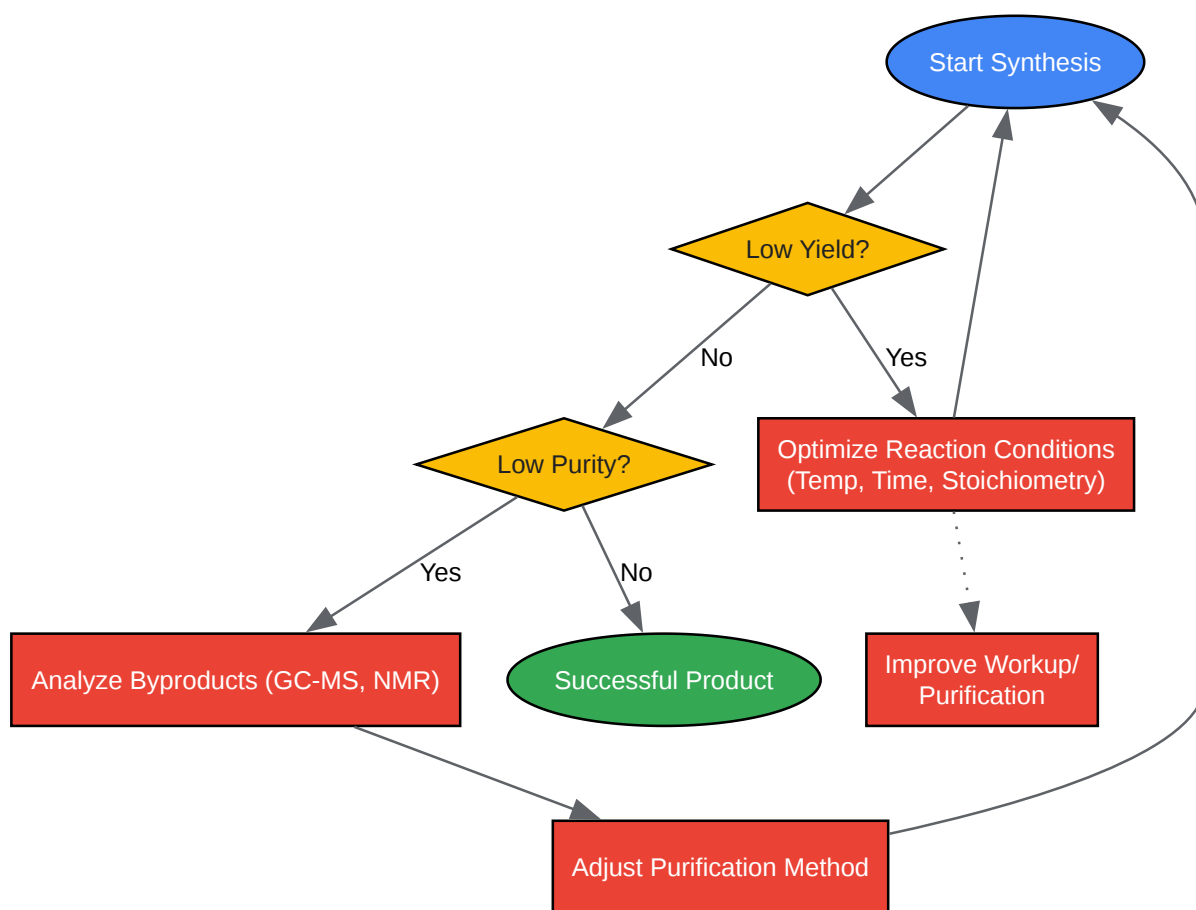 Start Synthesis
Low Yield?
No
Yes
Low Purity?
Optimize Reaction Conditions
(Temp, Time, Stoichiometry)
Yes
No
Analyze Byproducts (GC-MS, NMR)
Successful Product
Improve Workup/
Purification
Adjust Purification Method